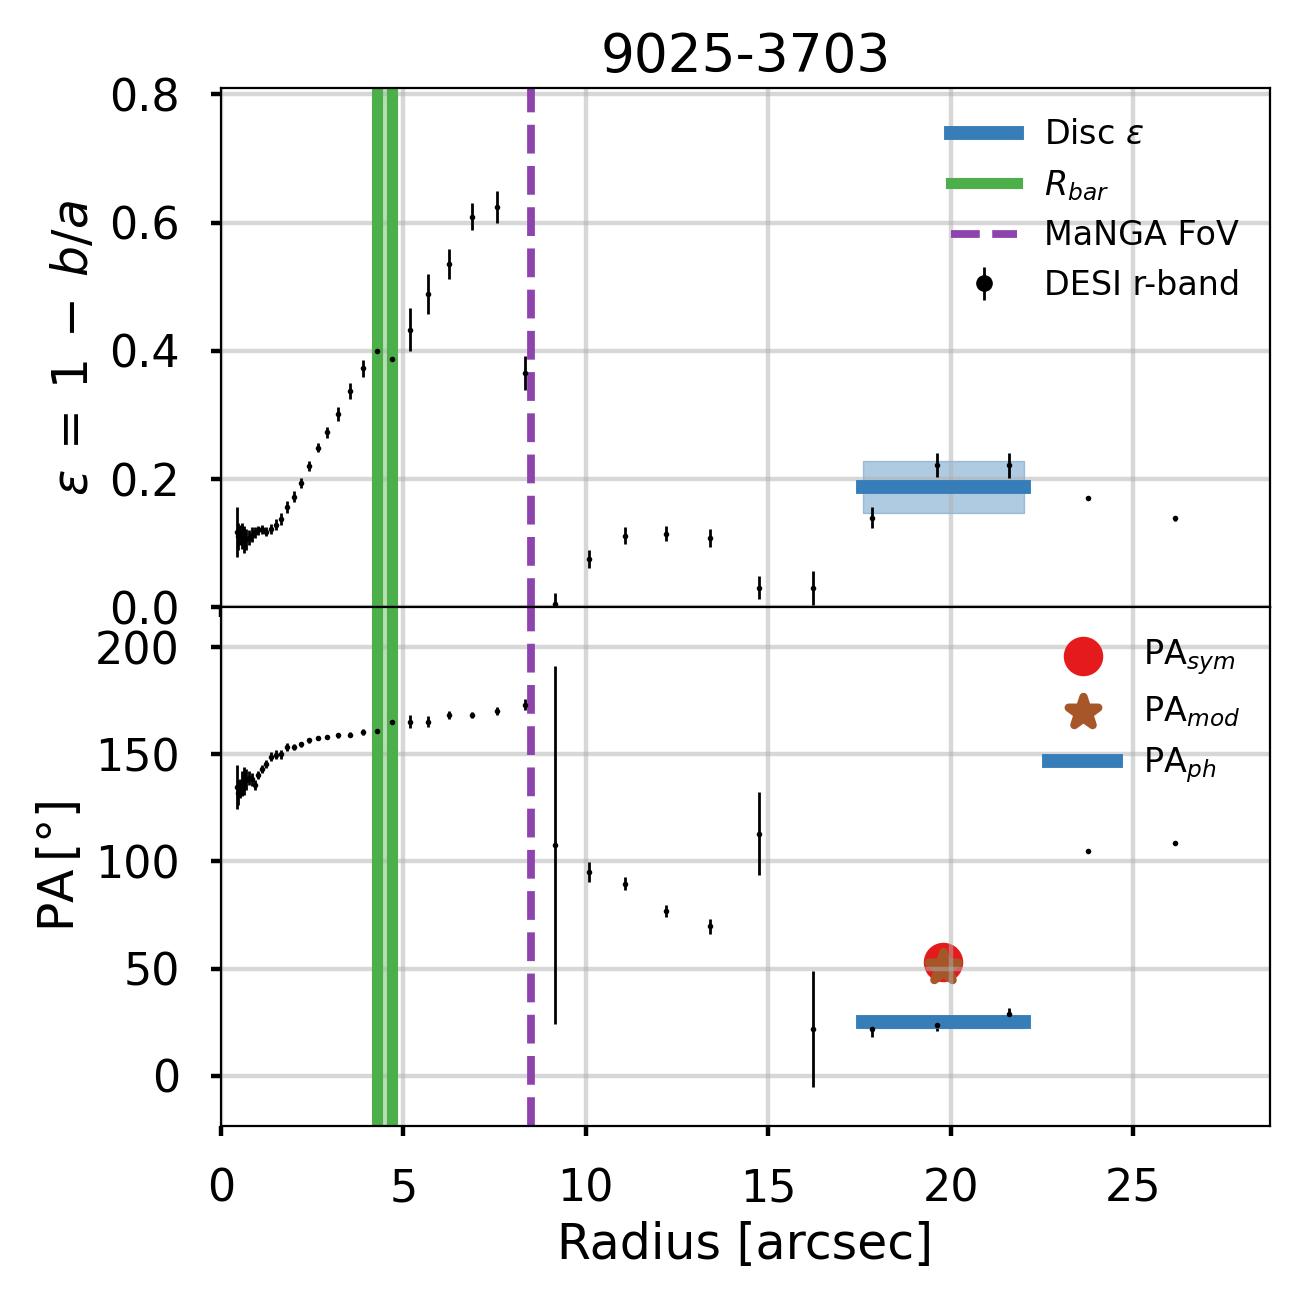 9025-3703
0.8
0.6
0.4
0.2
0.0
ε = 1 − b/a
Disc ε
R_bar
MaNGA FoV
DESI r-band
200
150
100
50
0
PA [°]
PA_sym
PA_mod
PA_ph
0 5 10 15 20 25
Radius [arcsec]